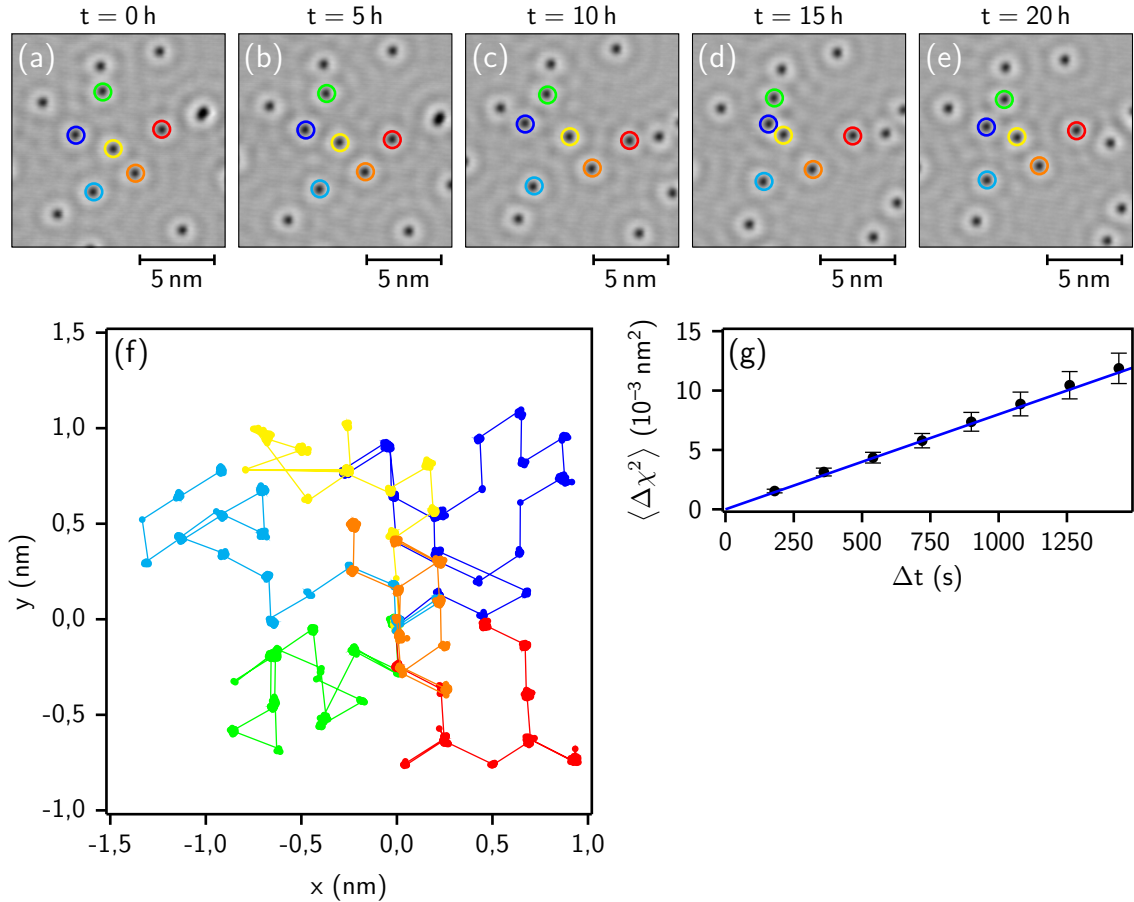 t = 0 h t = 5 h t = 10 h t = 15 h t = 20 h
(a) (b) (c) (d) (e)
5 nm 5 nm 5 nm 5 nm 5 nm
(f)
1,5
1,0
0,5
0,0
-0,5
-1,0
y (nm)
-1,5 -1,0 -0,5 0,0 0,5 1,0
x (nm)
(g)
⟨Δχ²⟩ (10⁻³ nm²)
15
10
5
0
0 250 500 750 1000 1250
Δt (s)